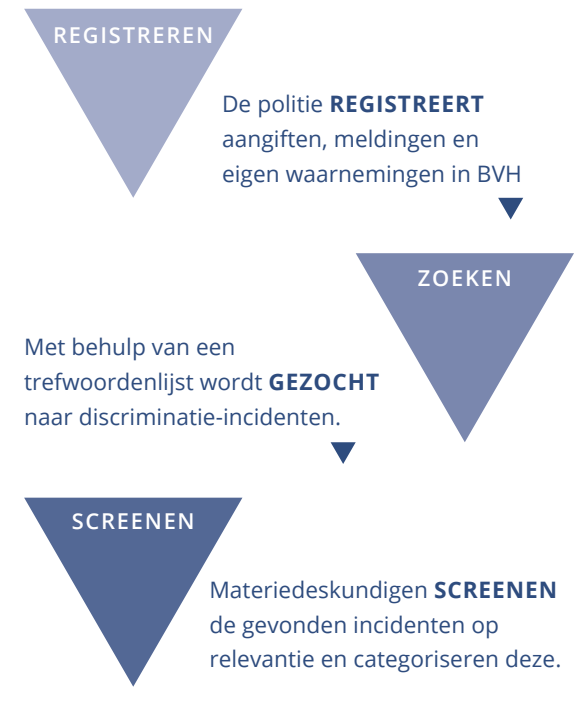 REGISTREREN
De politie REGISTREERT
aangiften, meldingen en
eigen waarnemingen in BVH
ZOEKEN
Met behulp van een
trefwoordenlijst wordt GEZOCHT
naar discriminatie-incidenten.
SCREENEN
Materiedeskundigen SCREENEN
de gevonden incidenten op
relevantie en categoriseren deze.